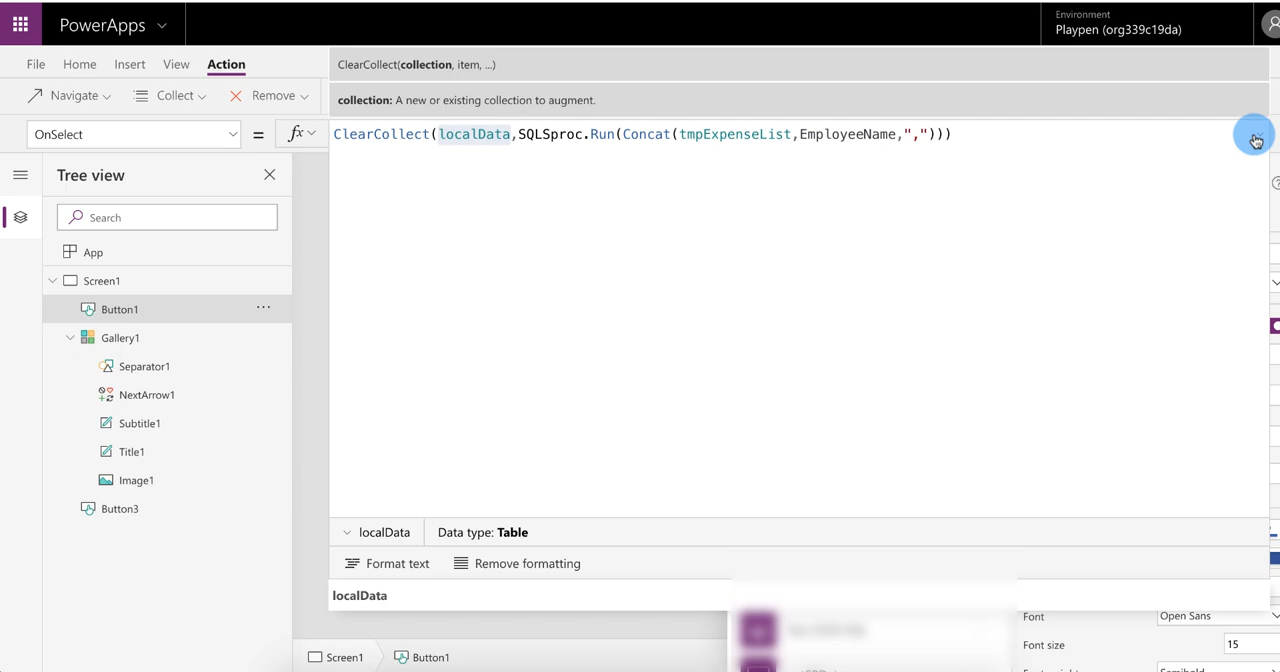 PowerApps
Environment
Playpen (org339c19da)
File Home Insert View Action
ClearCollect(collection, item, ...)
Navigate Collect Remove
collection: A new or existing collection to augment.
OnSelect = fx ClearCollect(localData,SQLSproc.Run(Concat(tmpExpenseList,EmployeeName,",")))
Tree view
Search
App
Screen1
Button1 ...
Gallery1
Separator1
NextArrow1
Subtitle1
Title1
Image1
Button3
localData Data type: Table
Format text Remove formatting
localData
Font Open Sans
Font size 15
Screen1 Button1